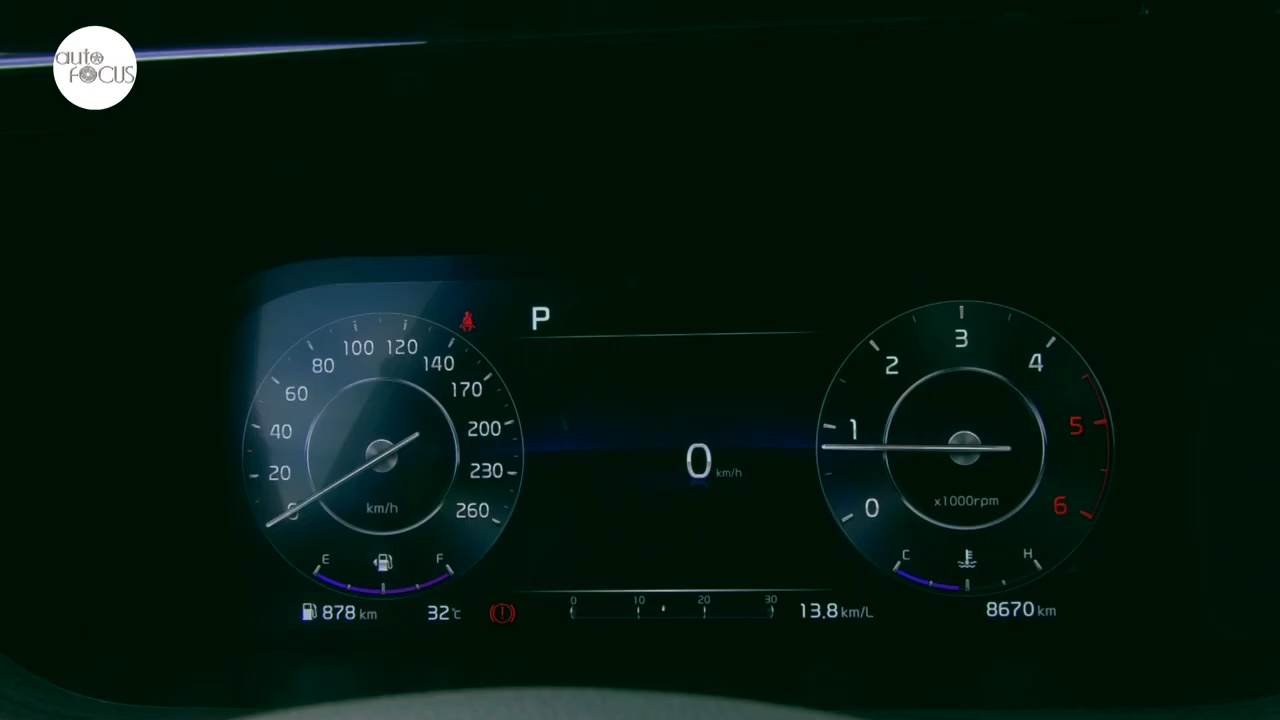 auto
FOCUS
P
0 20 40 60 80 100 120 140 170 200 230 260
km/h
E F
878 km
32°C
0 km/h
0 10 20 30
13.8 km/L
0 1 2 3 4 5 6
x1000rpm
C H
8670 km